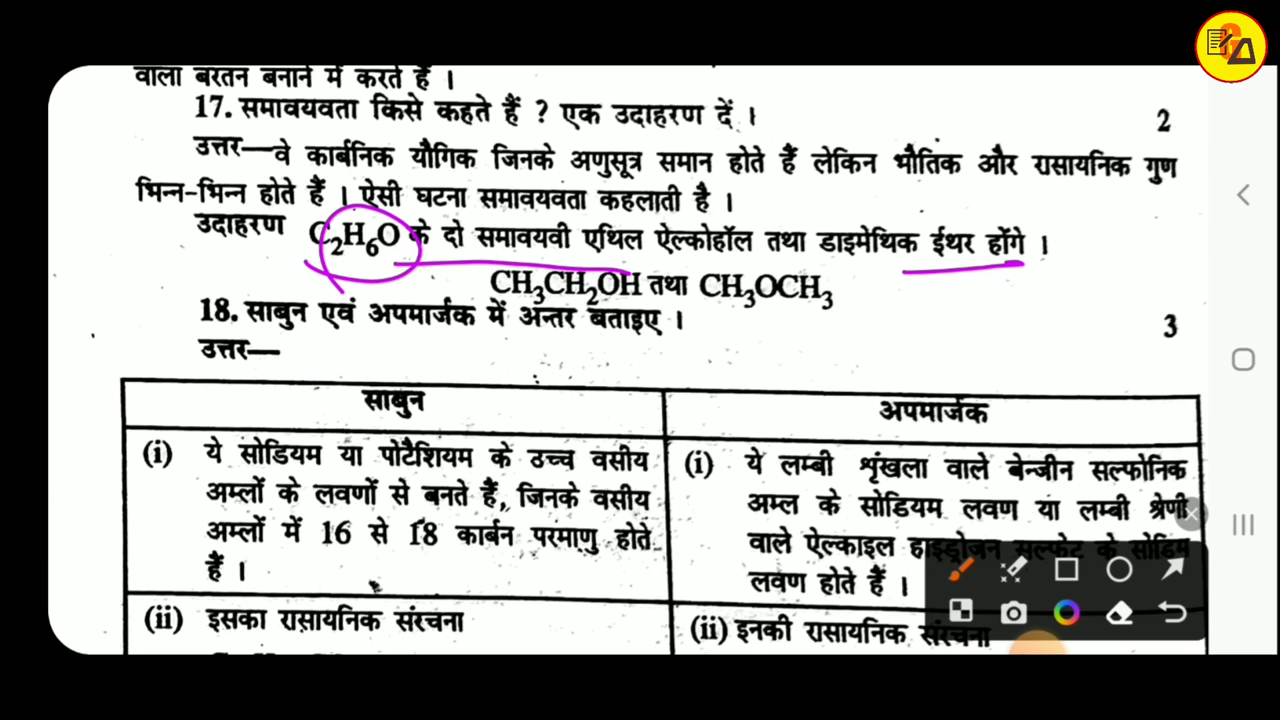 वाला बरतन बनाने में करते हैं ।
17. समावयवता किसे कहते हैं ? एक उदाहरण दें । 2
उत्तर—वे कार्बनिक यौगिक जिनके अणुसूत्र समान होते हैं लेकिन भौतिक और रासायनिक गुण
भिन्न-भिन्न होते हैं । ऐसी घटना समावयवता कहलाती है ।
उदाहरण C₂H₆O के दो समावयवी एथिल ऐल्कोहॉल तथा डाइमेथिक ईथर होंगे ।
CH₃CH₂OH तथा CH₃OCH₃
18. साबुन एवं अपमार्जक में अन्तर बताइए । 3
उत्तर—
साबुन
अपमार्जक
(i) ये सोडियम या पोटैशियम के उच्च वसीय
अम्लों के लवणों से बनते हैं, जिनके वसीय
अम्लों में 16 से 18 कार्बन परमाणु होते
हैं ।
(i) ये लम्बी शृंखला वाले बेन्जीन सल्फोनिक
अम्ल के सोडियम लवण या लम्बी श्रेणी
वाले ऐल्काइल हाइड्रोजन सल्फेट के सोडियम
लवण होते हैं ।
(ii) इसका रासायनिक संरचना
(ii) इनकी रासायनिक संरचना